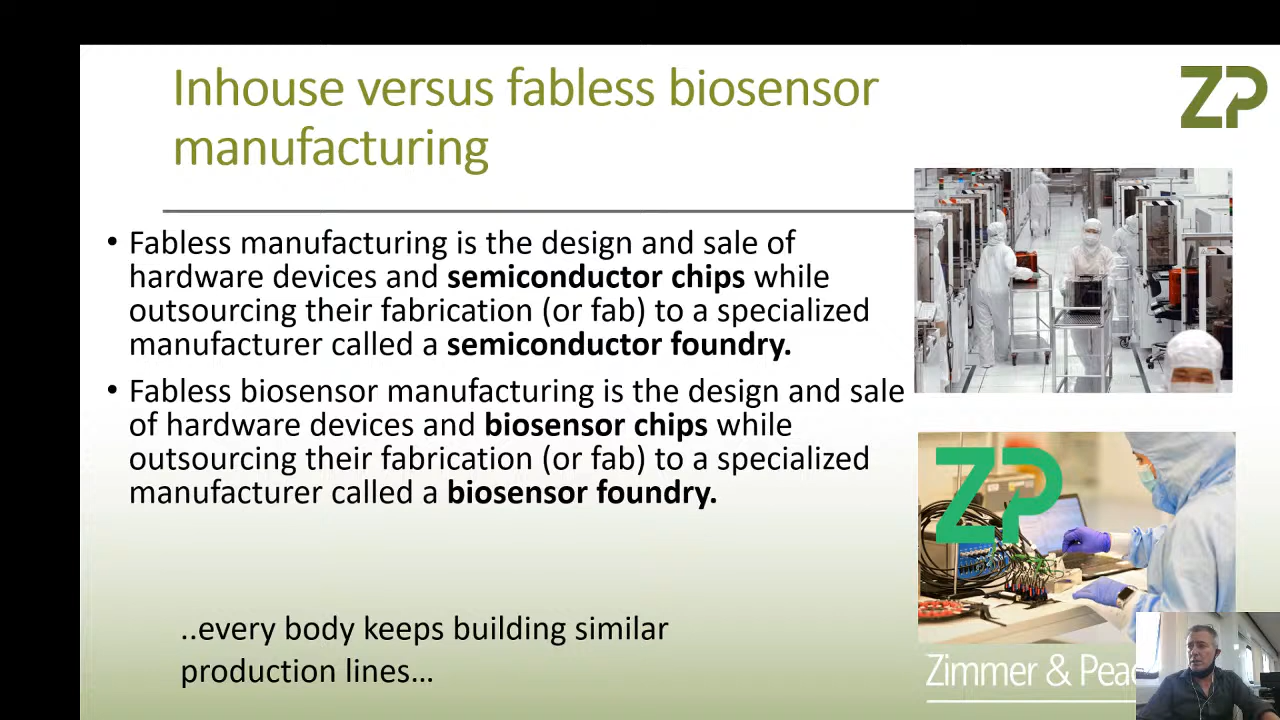 Inhouse versus fabless biosensor
manufacturing
ZP
• Fabless manufacturing is the design and sale of
hardware devices and semiconductor chips while
outsourcing their fabrication (or fab) to a specialized
manufacturer called a semiconductor foundry.
• Fabless biosensor manufacturing is the design and sale
of hardware devices and biosensor chips while
outsourcing their fabrication (or fab) to a specialized
manufacturer called a biosensor foundry.
ZP
..every body keeps building similar
production lines...
Zimmer & Peac